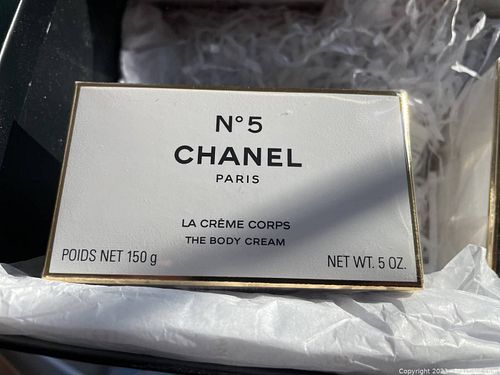 N°5
CHANEL
PARIS
LA CRÈME CORPS
THE BODY CREAM
POIDS NET 150 g
NET WT. 5 OZ.